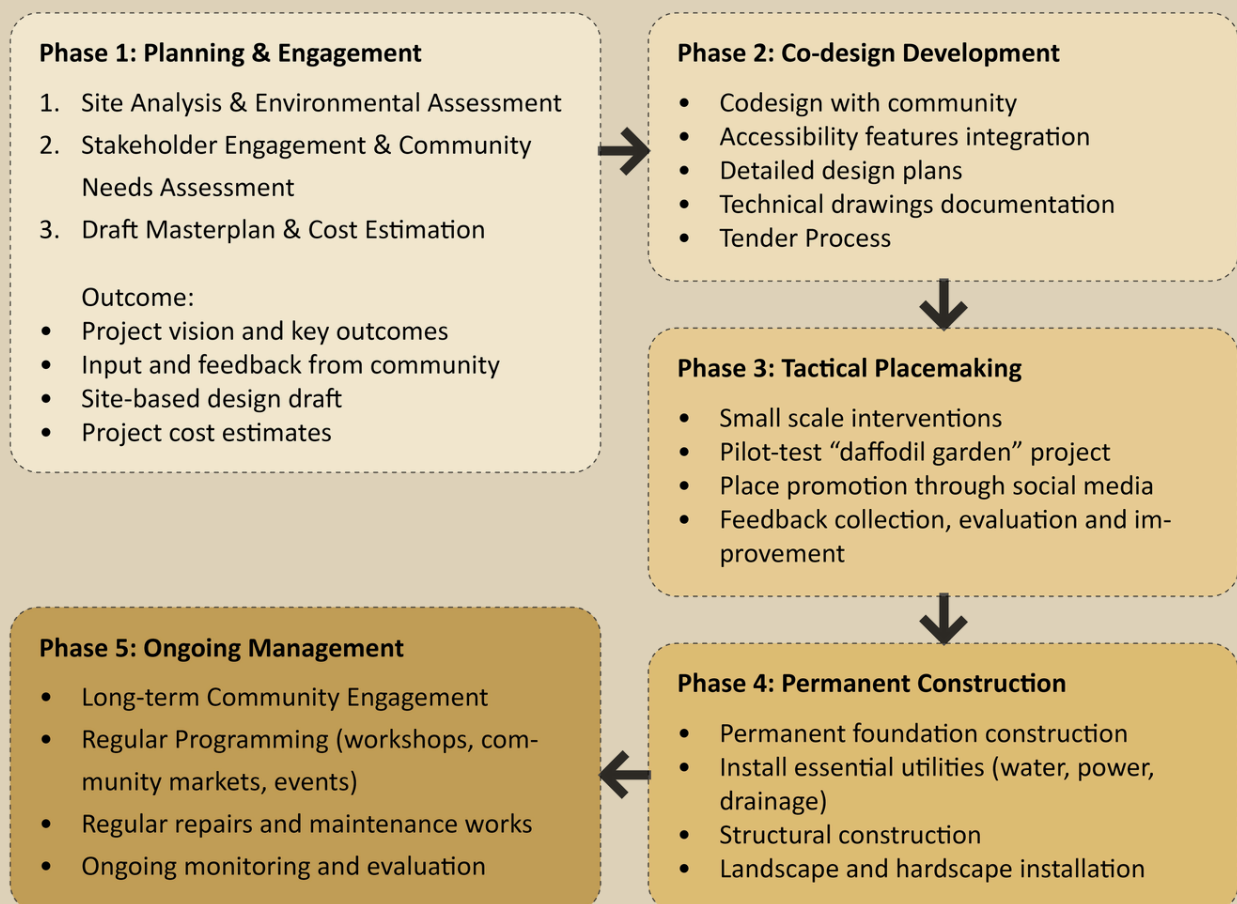 Phase 1: Planning & Engagement
1. Site Analysis & Environmental Assessment
2. Stakeholder Engagement & Community
Needs Assessment
3. Draft Masterplan & Cost Estimation
Outcome:
• Project vision and key outcomes
• Input and feedback from community
• Site-based design draft
• Project cost estimates
Phase 2: Co-design Development
• Codesign with community
• Accessibility features integration
• Detailed design plans
• Technical drawings documentation
• Tender Process
Phase 3: Tactical Placemaking
• Small scale interventions
• Pilot-test “daffodil garden” project
• Place promotion through social media
• Feedback collection, evaluation and im-
provement
Phase 4: Permanent Construction
• Permanent foundation construction
• Install essential utilities (water, power,
drainage)
• Structural construction
• Landscape and hardscape installation
Phase 5: Ongoing Management
• Long-term Community Engagement
• Regular Programming (workshops, com-
munity markets, events)
• Regular repairs and maintenance works
• Ongoing monitoring and evaluation